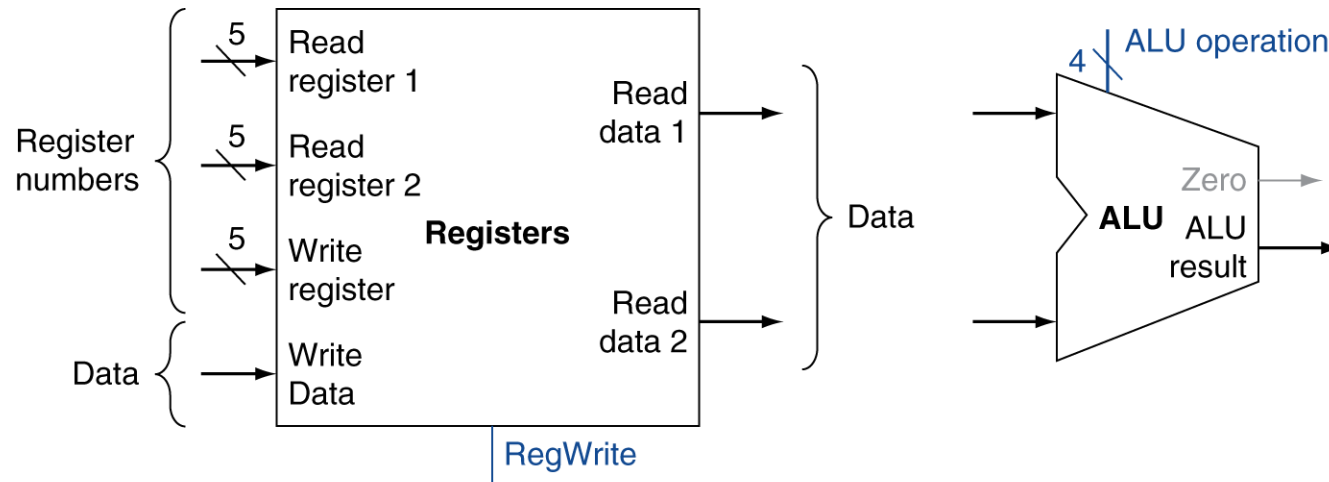 Register
numbers
Data
5
Read
register 1
5
Read
register 2
5
Write
register
Write
Data
Registers
Read
data 1
Read
data 2
RegWrite
Data
4
ALU operation
Zero
ALU
ALU
result